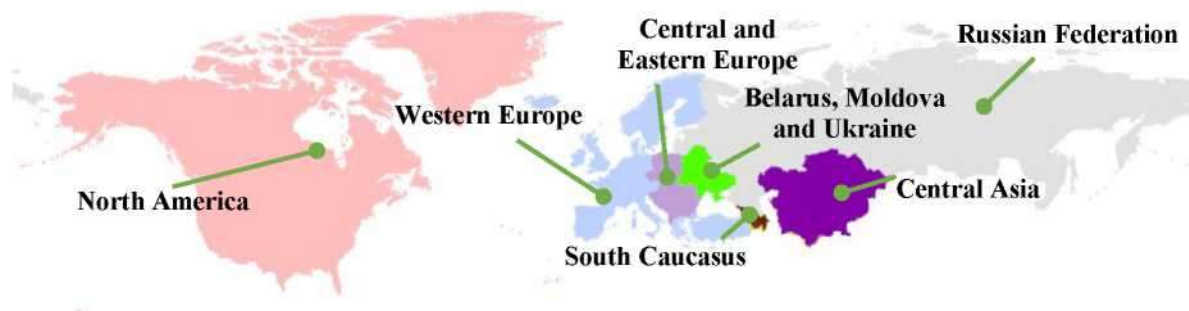 Central and
Eastern Europe
Russian Federation
Western Europe
Belarus, Moldova
and Ukraine
North America
Central Asia
South Caucasus